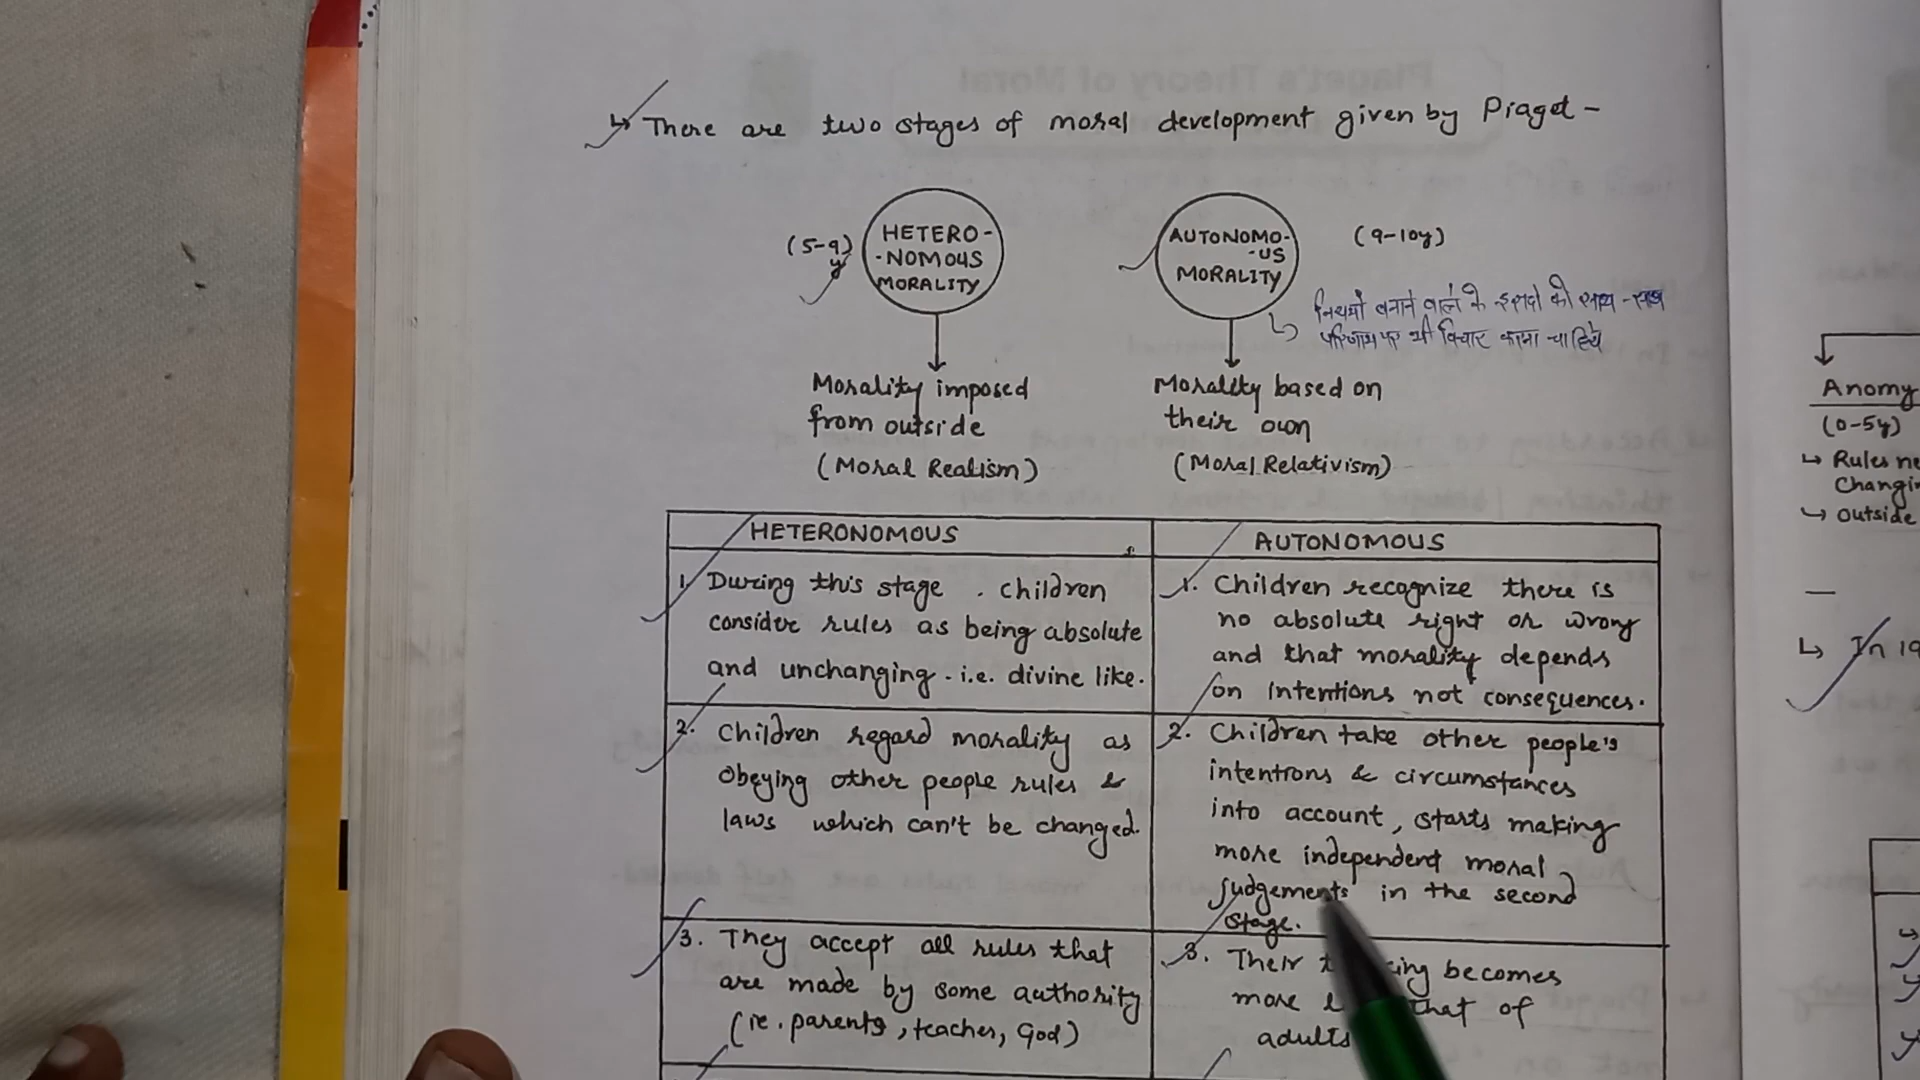 ↳ There are two stages of moral development given by Piaget –
(5-9)
y
HETERO-
-NOMOUS
MORALITY
AUTONOMO-
-US
MORALITY
(9-10y)
↳ नियमों बनाने वाले के इरादों को साथ-साथ
परिणाम पर भी विचार करना चाहिये
Morality imposed
from outside
(Moral Realism)
Morality based on
their own
(Moral Relativism)
HETERONOMOUS
1. During this stage . children
consider rules as being absolute
and unchanging . i.e. divine like.
2. Children regard morality as
obeying other people rules &
laws which can't be changed.
3. They accept all rules that
are made by some authority
(ie. parents, teacher, God)
AUTONOMOUS
1. Children recognize there is
no absolute right or wrong
and that morality depends
on intentions not consequences.
2. Children take other people's
intentions & circumstances
into account, starts making
more independent moral
judgements in the second
stage.
3. Their becomes
more that of
adults
Anomy
(0-5y)
↳ Rules
↳ outside
↳ In 19